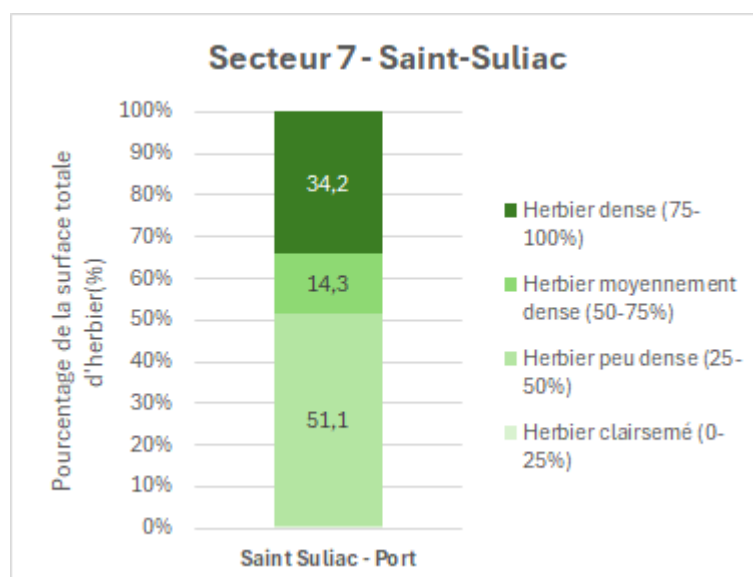 Secteur 7 - Saint-Suliac
Pourcentage de la surface totale
d'herbier(%)
100%
90%
80%
70%
60%
50%
40%
30%
20%
10%
0%
34,2
14,3
51,1
Saint Suliac - Port
Herbier dense (75-
100%)
Herbier moyennement
dense (50-75%)
Herbier peu dense (25-
50%)
Herbier clairsemé (0-
25%)